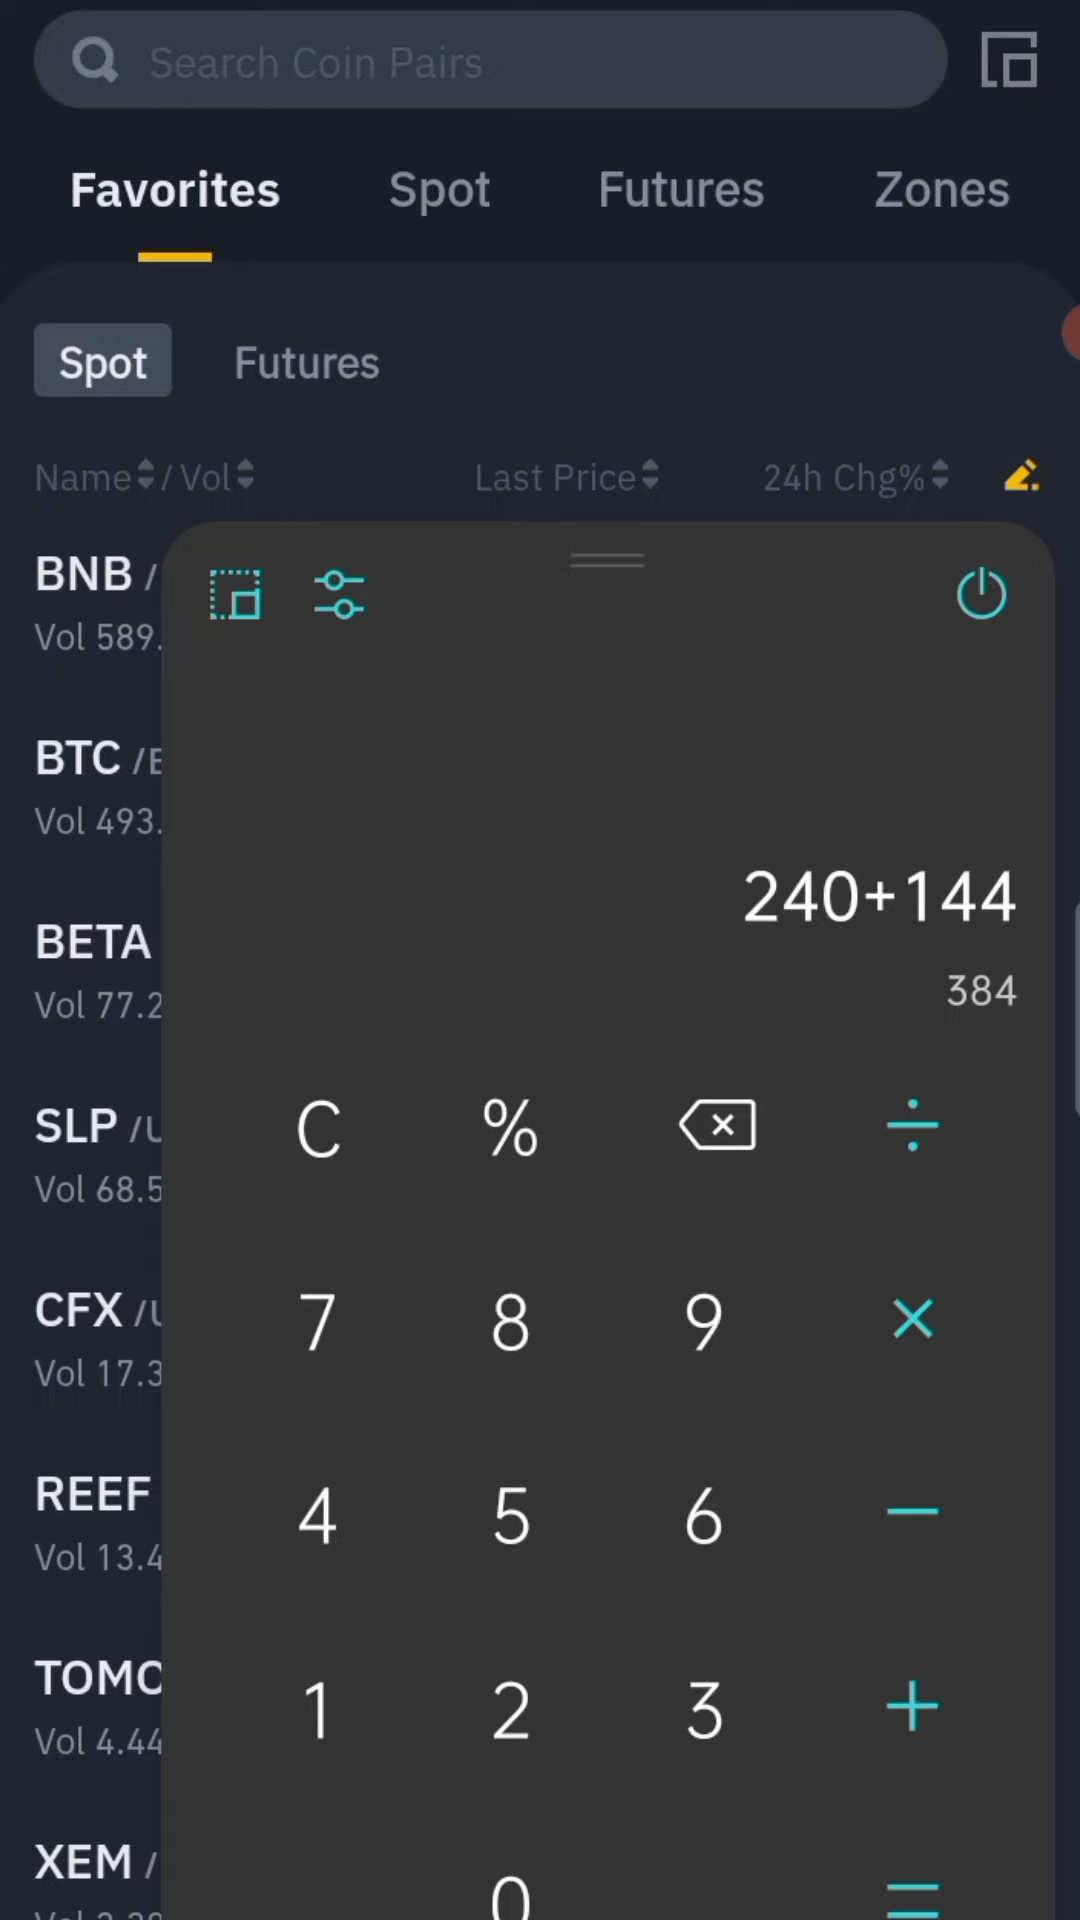 Search Coin Pairs
Favorites Spot Futures Zones
Spot Futures
Name / Vol Last Price 24h Chg%
BNB /
Vol 589.
BTC /
Vol 493.
240+144
BETA
384
Vol 77.2
C % ÷
SLP /
Vol 68.5
7 8 9 ×
CFX /
Vol 17.3
4 5 6 −
REEF
Vol 13.4
1 2 3 +
TOMO
Vol 4.44
XEM /
0 =